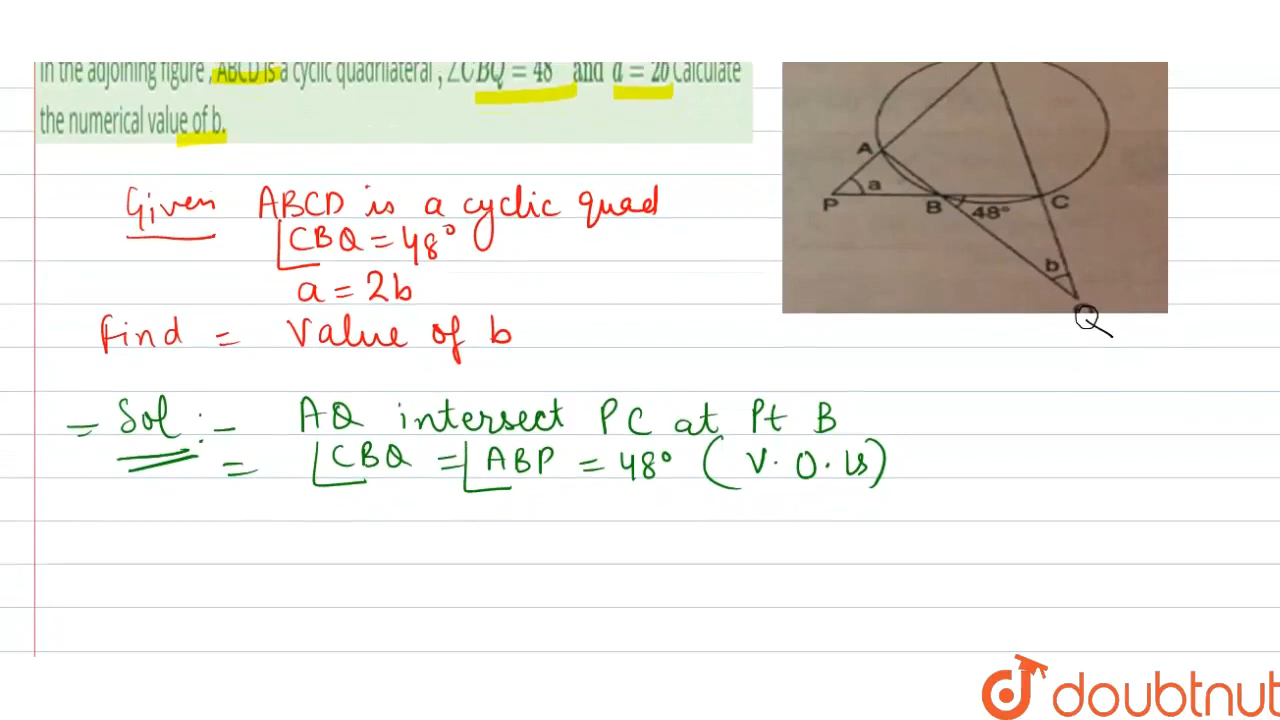 In the adjoining figure , ABCD is a cyclic quadrilateral , ∠CBQ = 48 and a = 2b Calculate
the numerical value of b.
A
a
P
B
48°
C
b
Q
Given ABCD is a cyclic quad
∠CBQ = 48°
a = 2b
Find = Value of b
= Sol :- AQ intersect PC at Pt B
= ∠CBQ = ∠ABP = 48° ( V. O. ∠s)
doubtnut